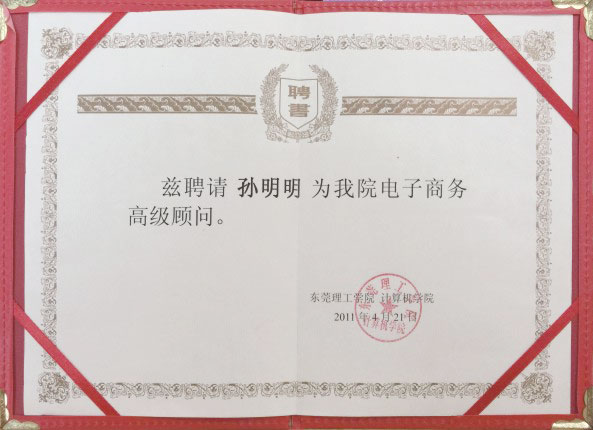 聘書
兹聘请 孙明明 为我院电子商务
高级顾问。
东莞理工学院 计算机学院
2011年4月21日